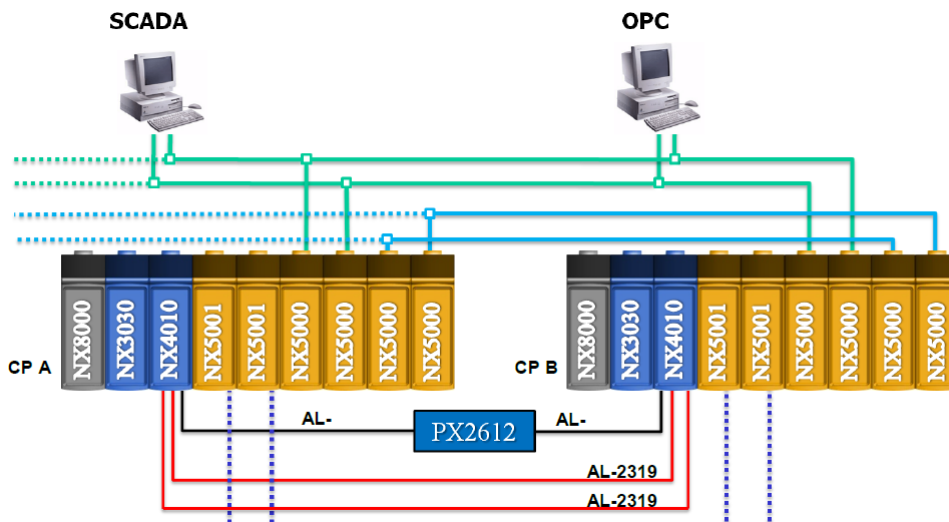 SCADA
OPC
CP A
NX8000
NX3030
NX4010
NX5001
NX5001
NX5000
NX5000
NX5000
NX5000
CP B
NX8000
NX3030
NX4010
NX5001
NX5001
NX5000
NX5000
NX5000
NX5000
AL-
PX2612
AL-
AL-2319
AL-2319